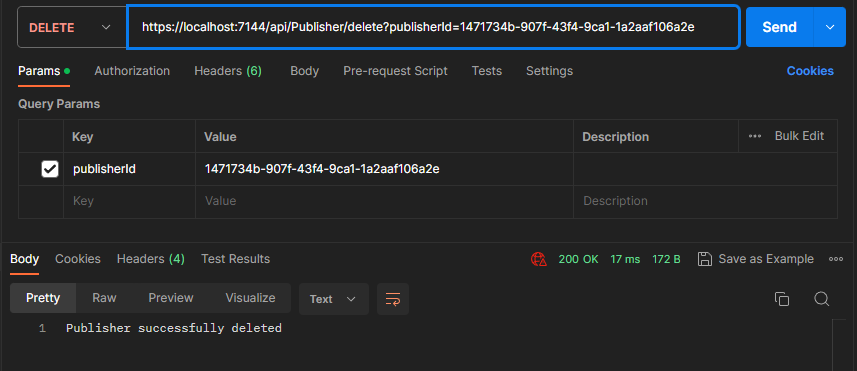 DELETE https://localhost:7144/api/Publisher/delete?publisherId=1471734b-907f-43f4-9ca1-1a2aaf106a2e Send
Params Authorization Headers (6) Body Pre-request Script Tests Settings Cookies
Query Params
Key Value Description Bulk Edit
publisherId 1471734b-907f-43f4-9ca1-1a2aaf106a2e
Key Value Description
Body Cookies Headers (4) Test Results 200 OK 17 ms 172 B Save as Example
Pretty Raw Preview Visualize Text
1 Publisher successfully deleted